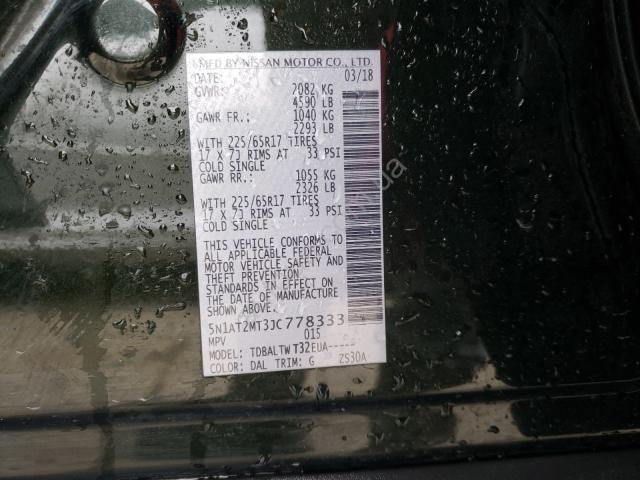 MFD BY NISSAN MOTOR CO., LTD.
DATE: 03/18
GVWR: 2082 KG
4590 LB
GAWR FR.: 1040 KG
2293 LB
WITH 225/65R17 TIRES
17 X 7J RIMS AT 33 PSI
COLD SINGLE
GAWR RR.: 1055 KG
2326 LB
WITH 225/65R17 TIRES
17 X 7J RIMS AT 33 PSI
COLD SINGLE
THIS VEHICLE CONFORMS TO
ALL APPLICABLE FEDERAL
MOTOR VEHICLE SAFETY AND
THEFT PREVENTION
STANDARDS IN EFFECT ON
THE DATE OF MANUFACTURE
SHOWN ABOVE.
5N1AT2MT3JC778333
MPV 015
MODEL: TDBALTWT32EUA-----
COLOR: DAL TRIM: G ZS30A